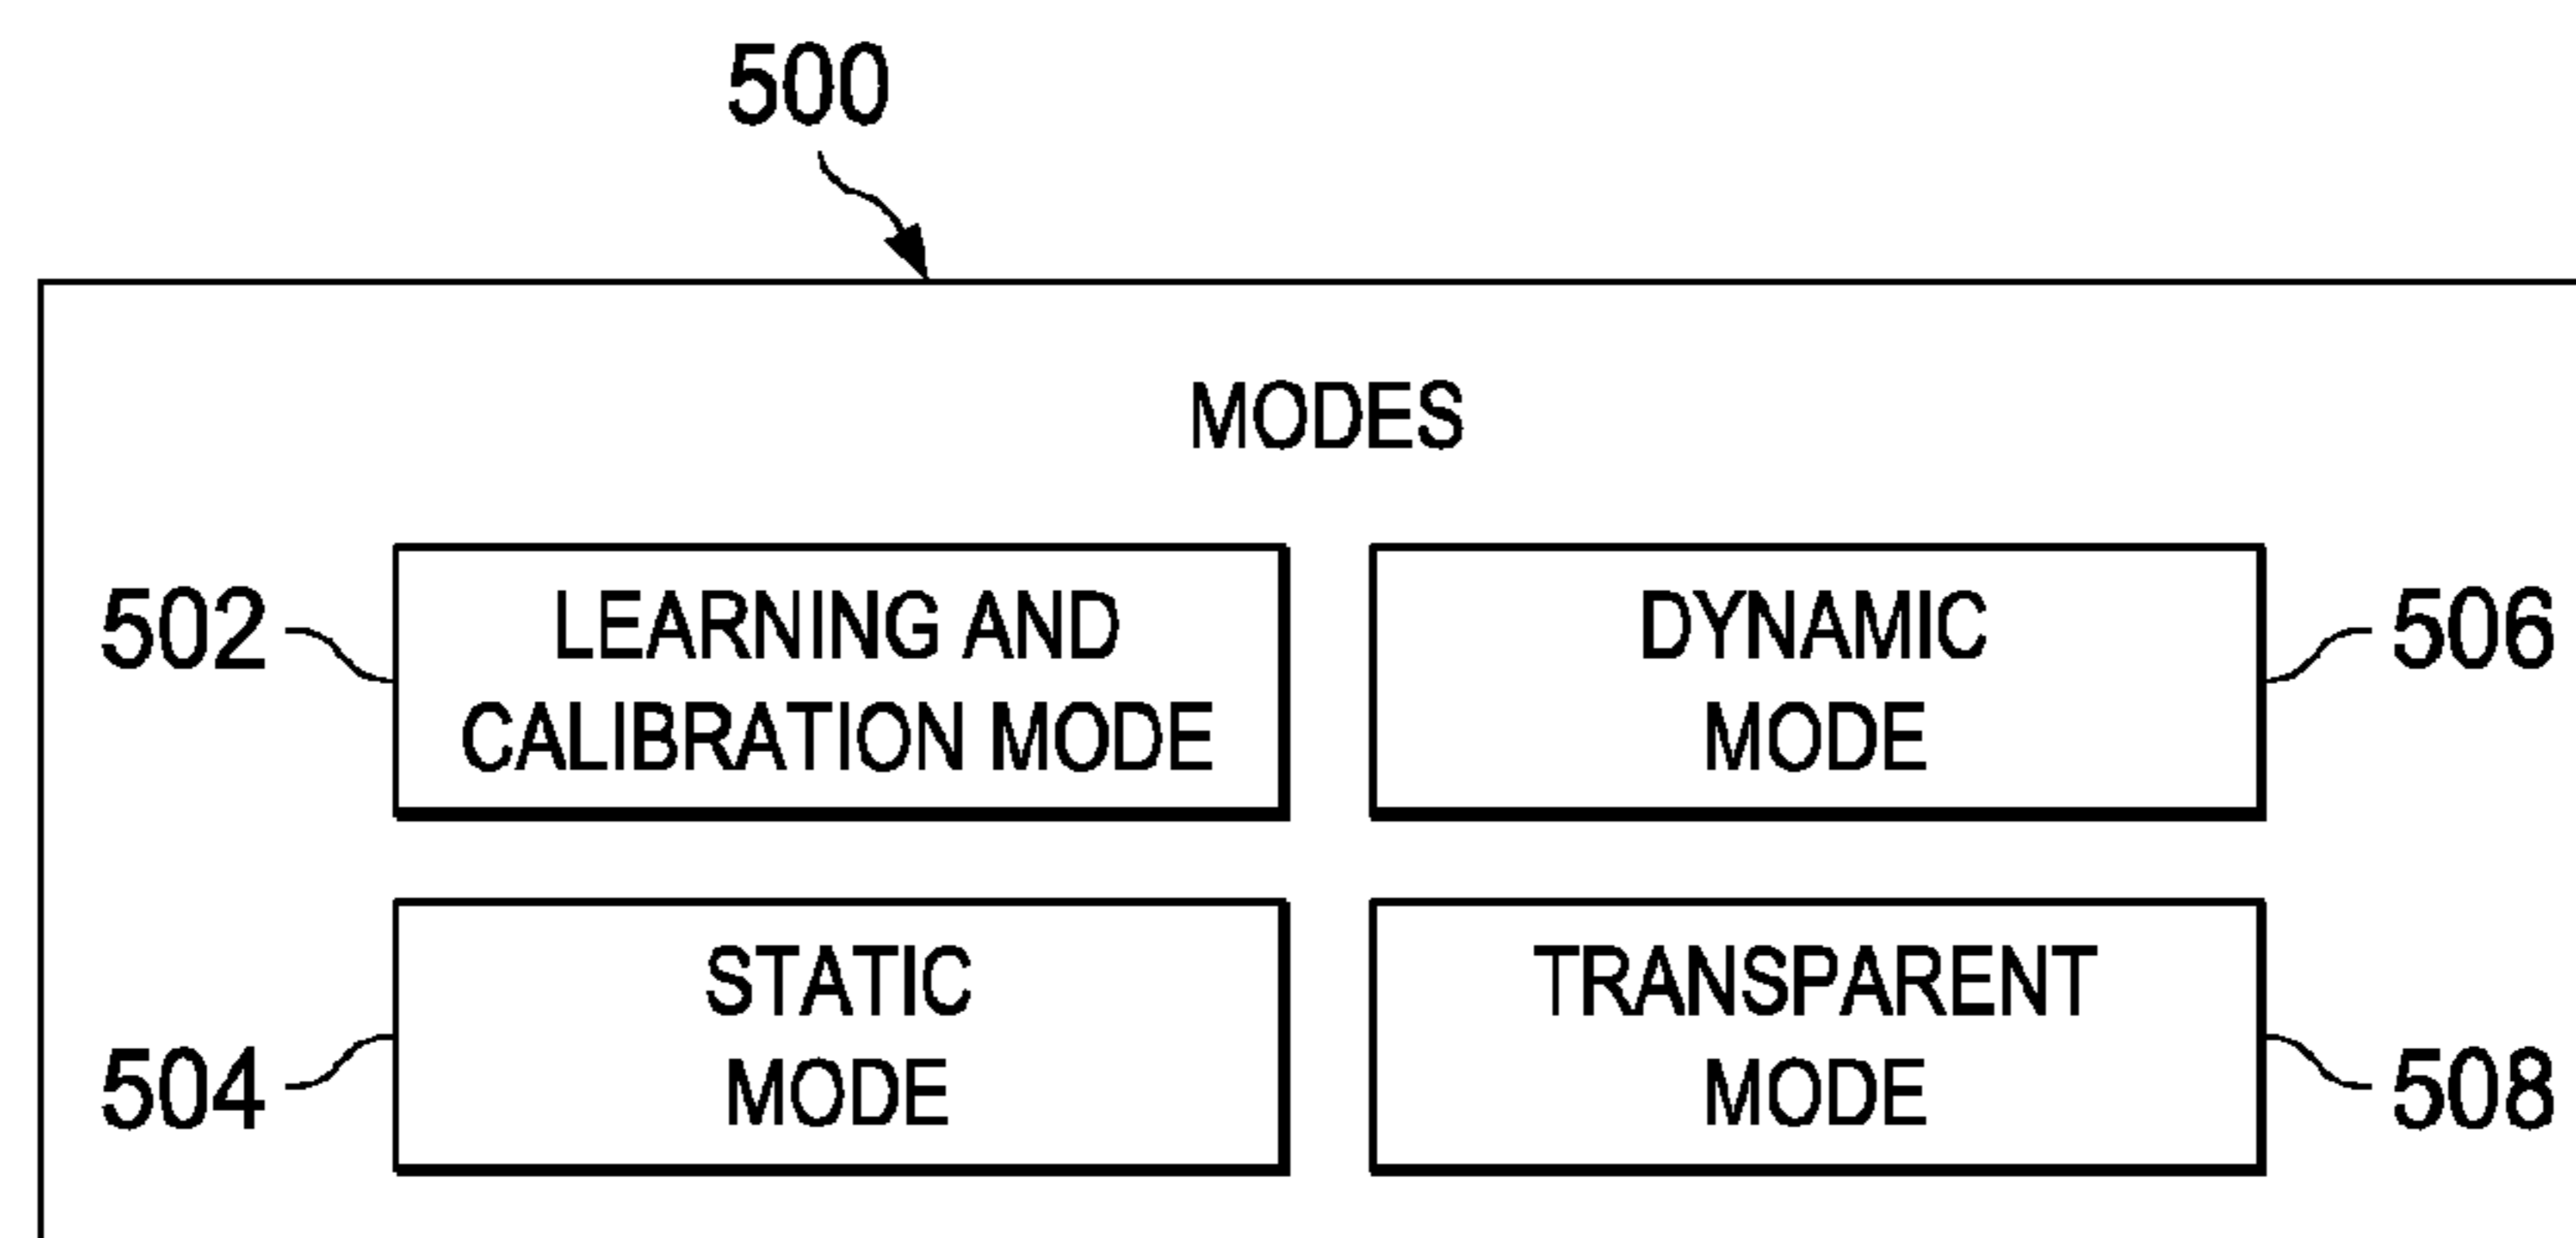 500
MODES
502
LEARNING AND
CALIBRATION MODE
DYNAMIC
MODE
506
504
STATIC
MODE
TRANSPARENT
MODE
508